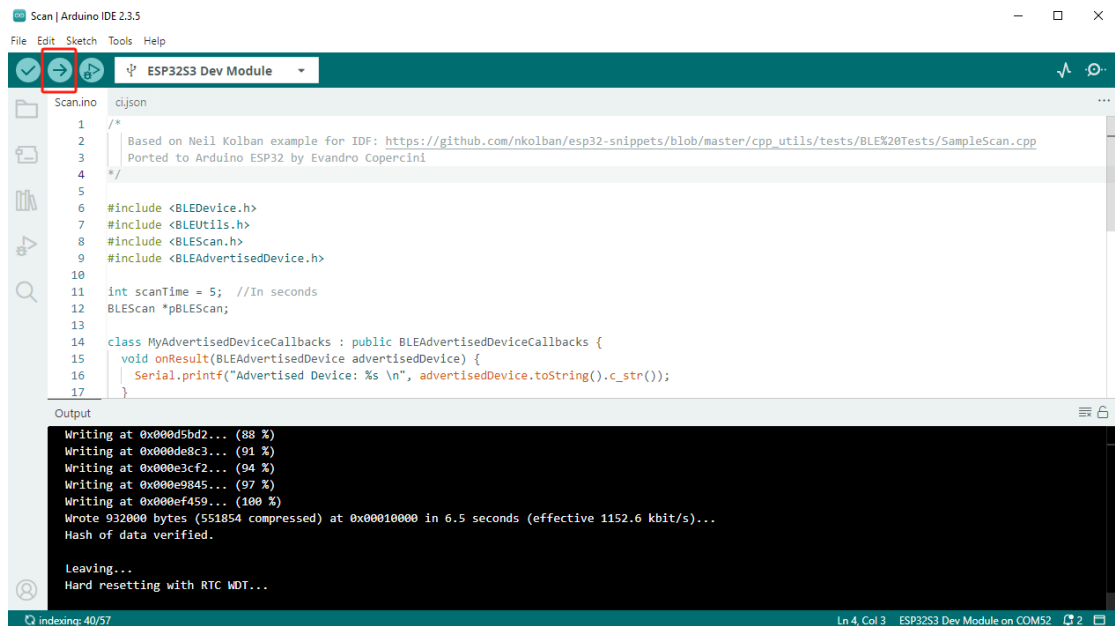 Scan | Arduino IDE 2.3.5
File Edit Sketch Tools Help
ESP32S3 Dev Module
Scan.ino ci.json
1 /*
2 Based on Neil Kolban example for IDF: https://github.com/nkolban/esp32-snippets/blob/master/cpp_utils/tests/BLE%20Tests/SampleScan.cpp
3 Ported to Arduino ESP32 by Evandro Copercini
4 */
5
6 #include <BLEDevice.h>
7 #include <BLEUtils.h>
8 #include <BLEScan.h>
9 #include <BLEAdvertisedDevice.h>
10
11 int scanTime = 5;  //In seconds
12 BLEScan *pBLEScan;
13
14 class MyAdvertisedDeviceCallbacks : public BLEAdvertisedDeviceCallbacks {
15 void onResult(BLEAdvertisedDevice advertisedDevice) {
16 Serial.printf("Advertised Device: %s \n", advertisedDevice.toString().c_str());
17 }
Output
Writing at 0x000d5bd2... (88 %)
Writing at 0x000de8c3... (91 %)
Writing at 0x000e3cf2... (94 %)
Writing at 0x000e9845... (97 %)
Writing at 0x000ef459... (100 %)
Wrote 932000 bytes (551854 compressed) at 0x00010000 in 6.5 seconds (effective 1152.6 kbit/s)...
Hash of data verified.
Leaving...
Hard resetting with RTC WDT...
indexing: 40/57 Ln 4, Col 3 ESP32S3 Dev Module on COM52 2